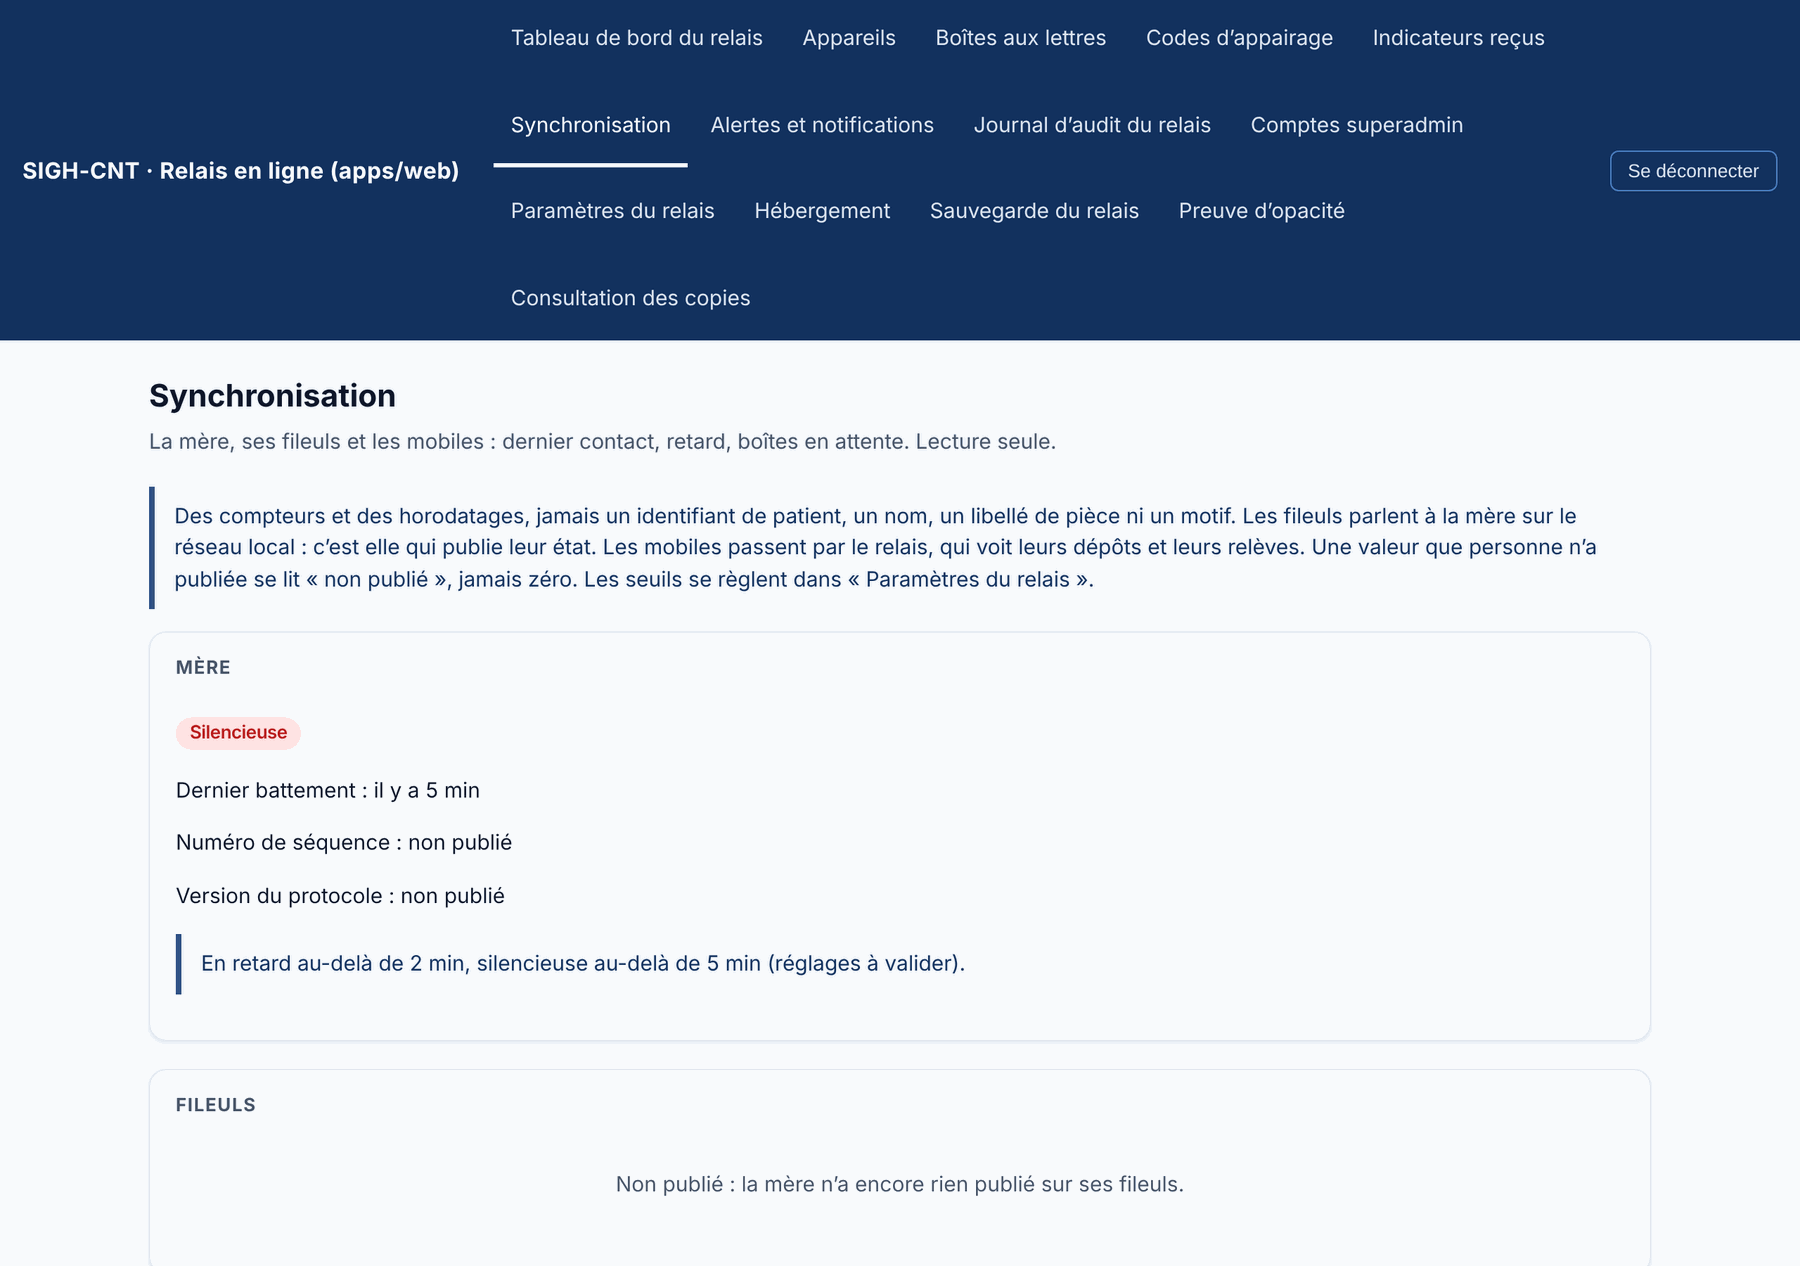 Tableau de bord du relais Appareils Boîtes aux lettres Codes d’appairage Indicateurs reçus
Synchronisation Alertes et notifications Journal d’audit du relais Comptes superadmin
SIGH-CNT · Relais en ligne (apps/web)
Se déconnecter
Paramètres du relais Hébergement Sauvegarde du relais Preuve d’opacité
Consultation des copies
Synchronisation
La mère, ses fileuls et les mobiles : dernier contact, retard, boîtes en attente. Lecture seule.
Des compteurs et des horodatages, jamais un identifiant de patient, un nom, un libellé de pièce ni un motif. Les fileuls parlent à la mère sur le
réseau local : c’est elle qui publie leur état. Les mobiles passent par le relais, qui voit leurs dépôts et leurs relèves. Une valeur que personne n’a
publiée se lit « non publié », jamais zéro. Les seuils se règlent dans « Paramètres du relais ».
MÈRE
Silencieuse
Dernier battement : il y a 5 min
Numéro de séquence : non publié
Version du protocole : non publié
En retard au-delà de 2 min, silencieuse au-delà de 5 min (réglages à valider).
FILEULS
Non publié : la mère n’a encore rien publié sur ses fileuls.